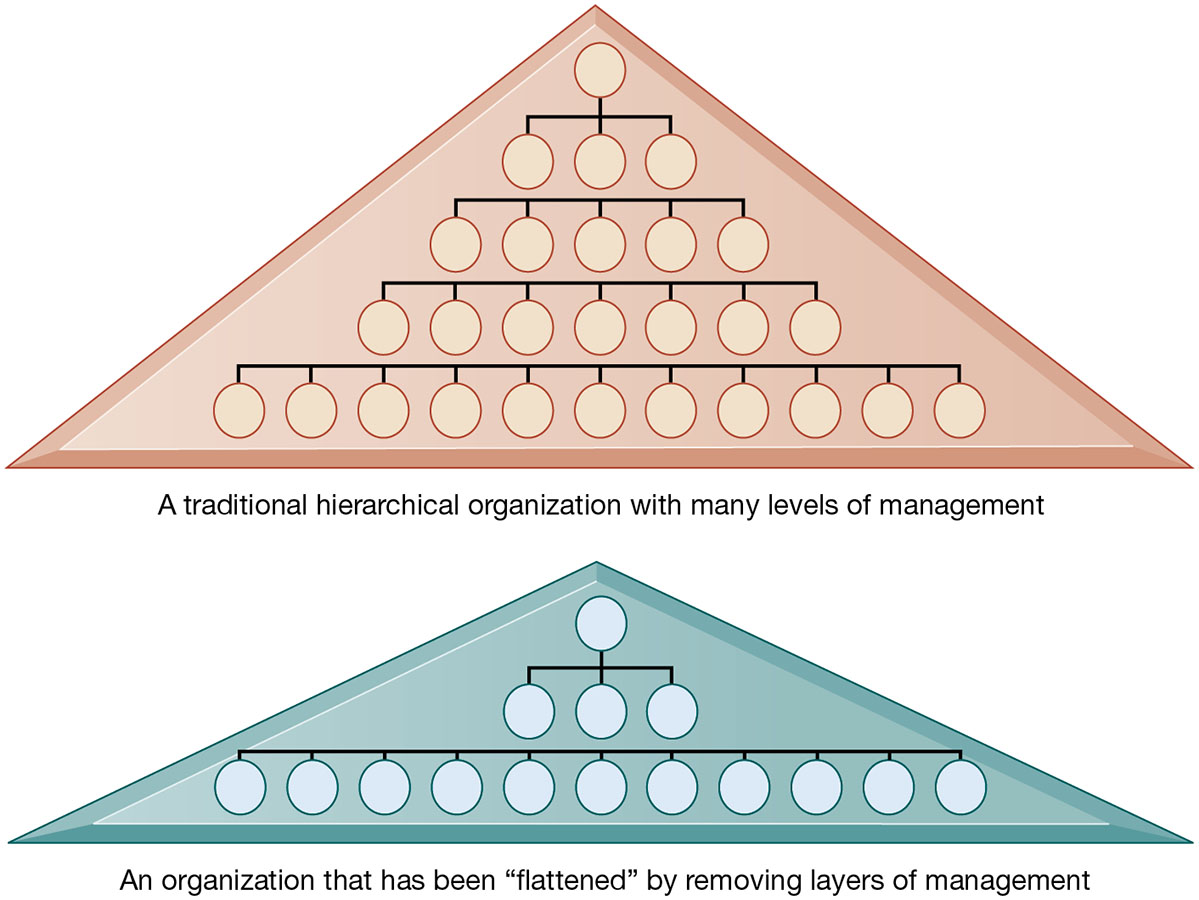 A traditional hierarchical organization with many levels of management
An organization that has been “flattened” by removing layers of management